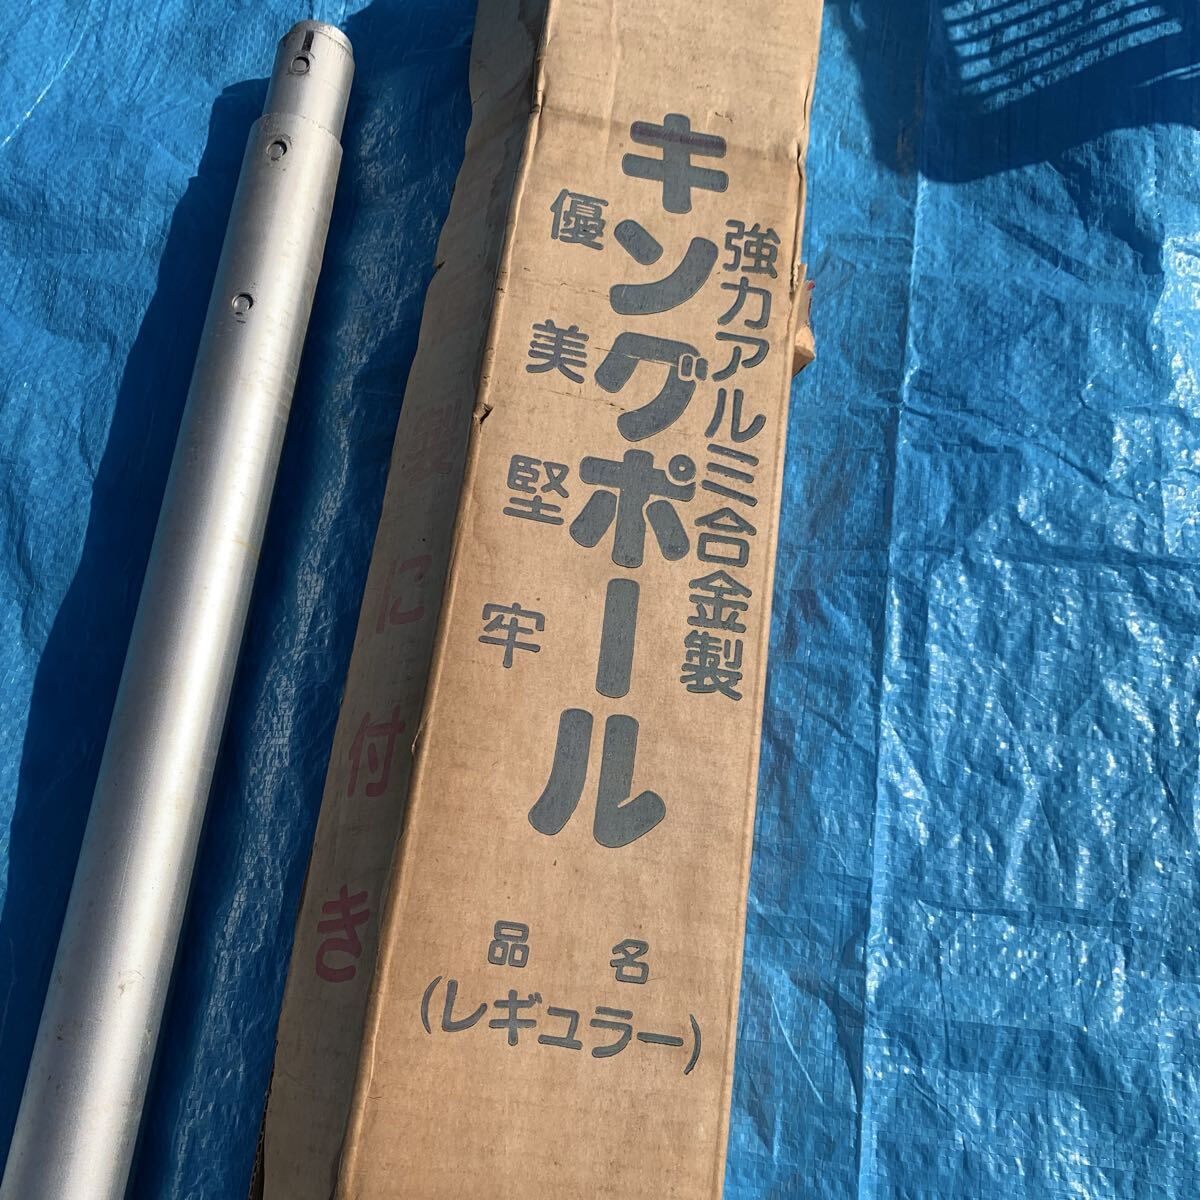 強力アルミ合金製
キングポール
優美堅牢
品名
(レギュラー)
製に付き